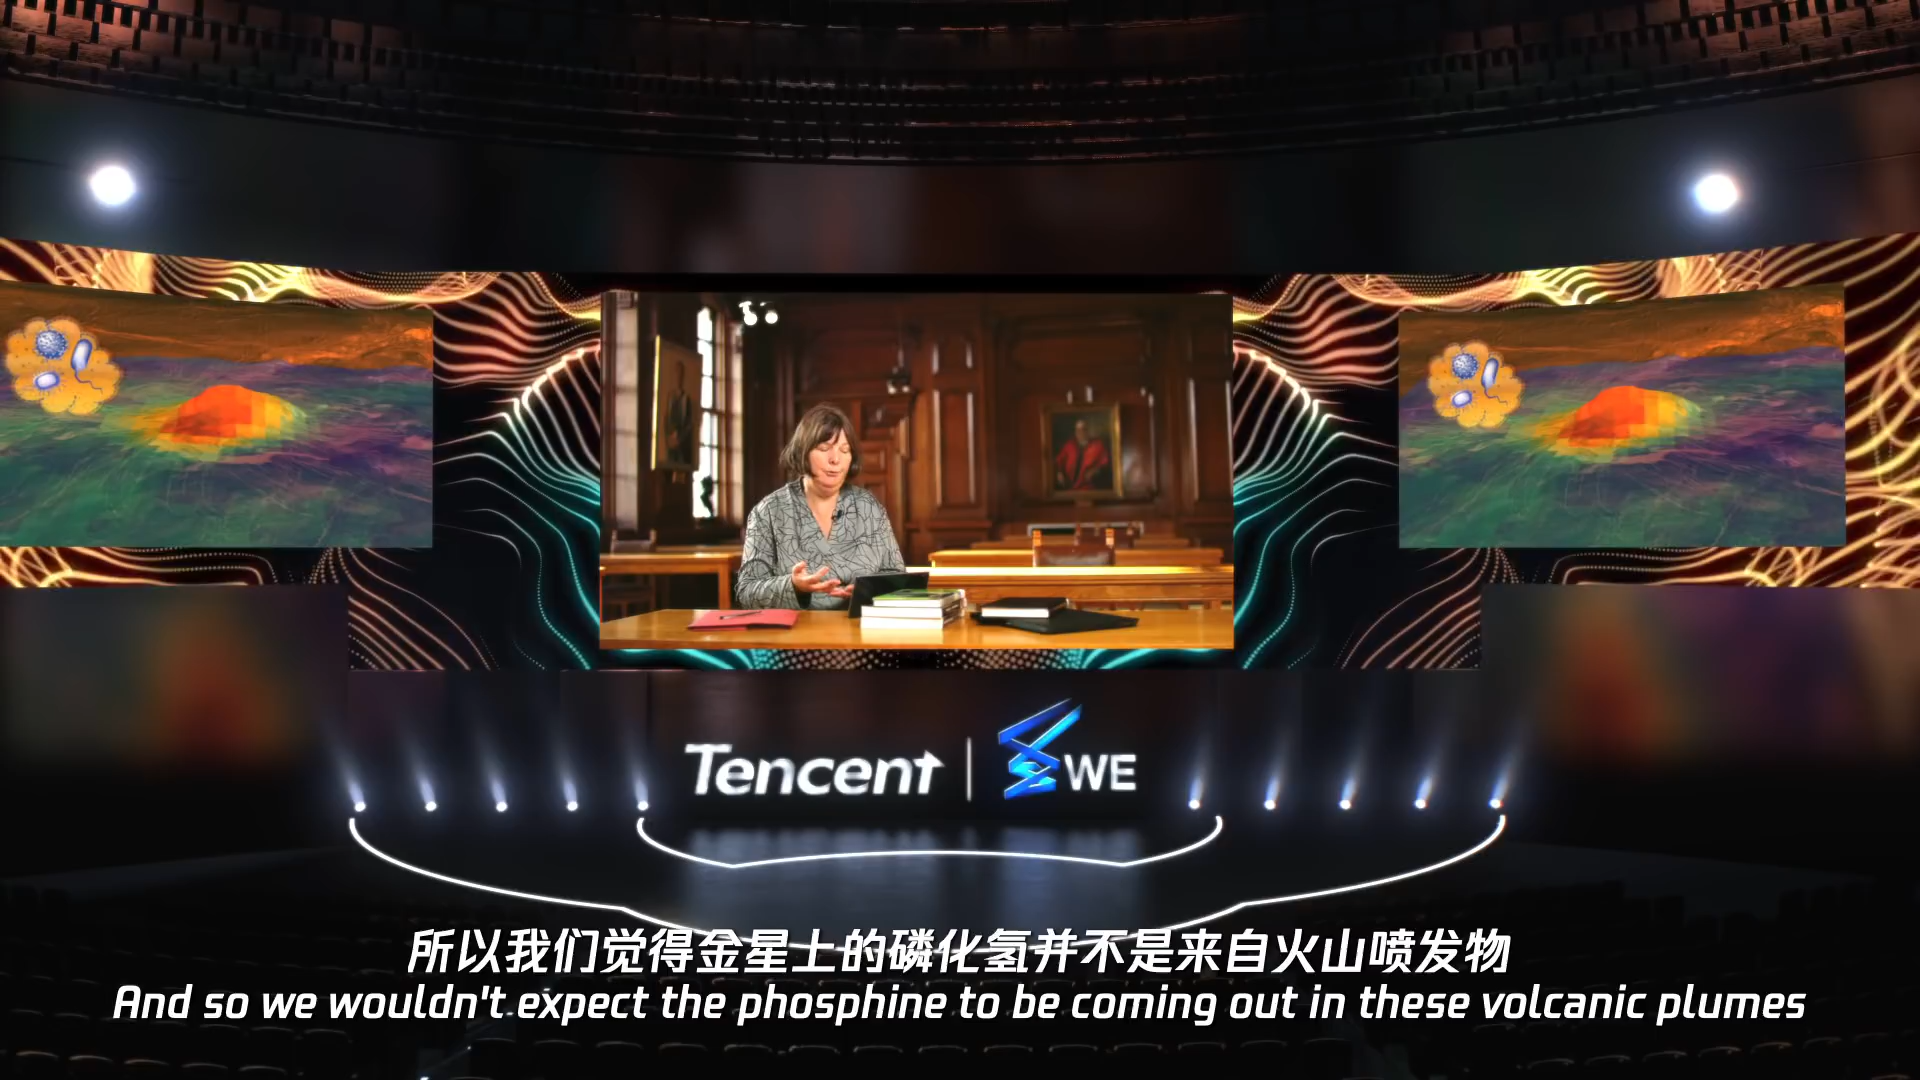 Tencent | WE
所以我们觉得金星上的磷化氢并不是来自火山喷发物
And so we wouldn't expect the phosphine to be coming out in these volcanic plumes